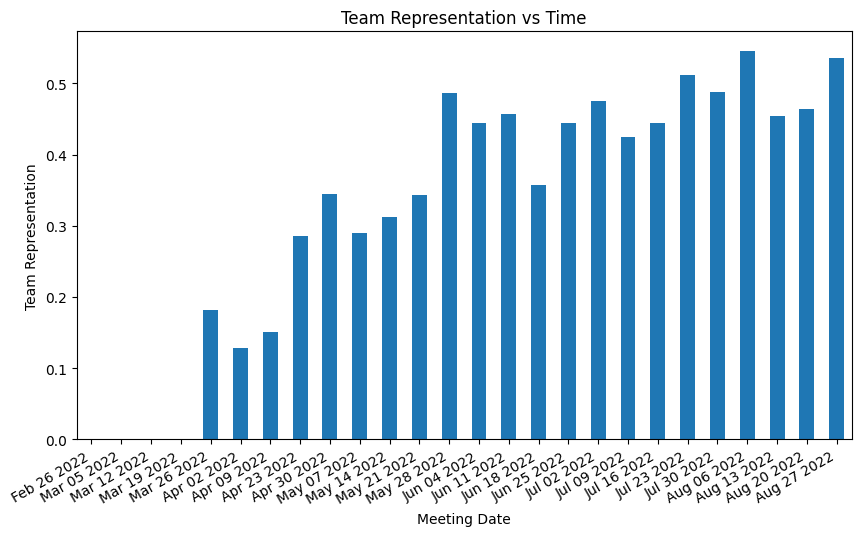 Team Representation vs Time
Team Representation
0.5
0.4
0.3
0.2
0.1
0.0
Feb 26 2022
Mar 05 2022
Mar 12 2022
Mar 19 2022
Mar 26 2022
Apr 02 2022
Apr 09 2022
Apr 23 2022
Apr 30 2022
May 07 2022
May 14 2022
May 21 2022
May 28 2022
Jun 04 2022
Jun 11 2022
Jun 18 2022
Jun 25 2022
Jul 02 2022
Jul 09 2022
Jul 16 2022
Jul 23 2022
Jul 30 2022
Aug 06 2022
Aug 13 2022
Aug 20 2022
Aug 27 2022
Meeting Date